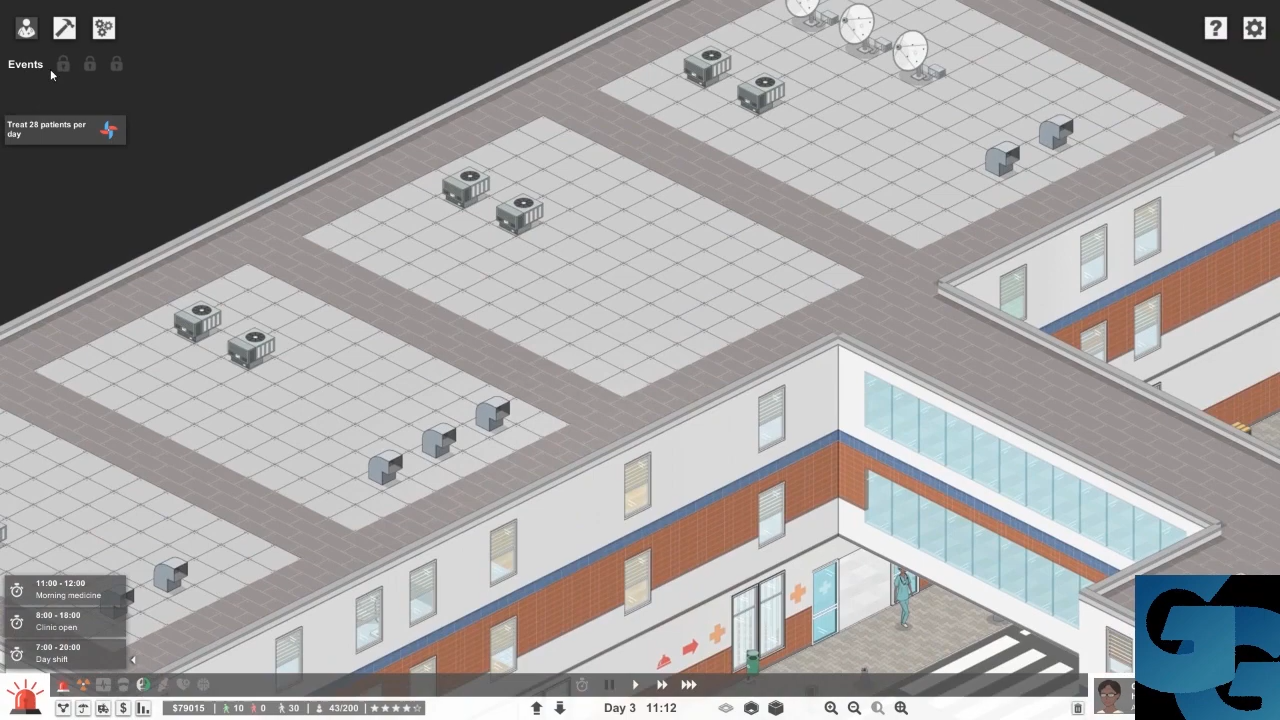 Events
Treat 28 patients per
day
11:00 - 12:00
Morning medicine
8:00 - 18:00
Clinic open
7:00 - 20:00
Day shift
$79015 10 0 30 43/200
Day 3 11:12